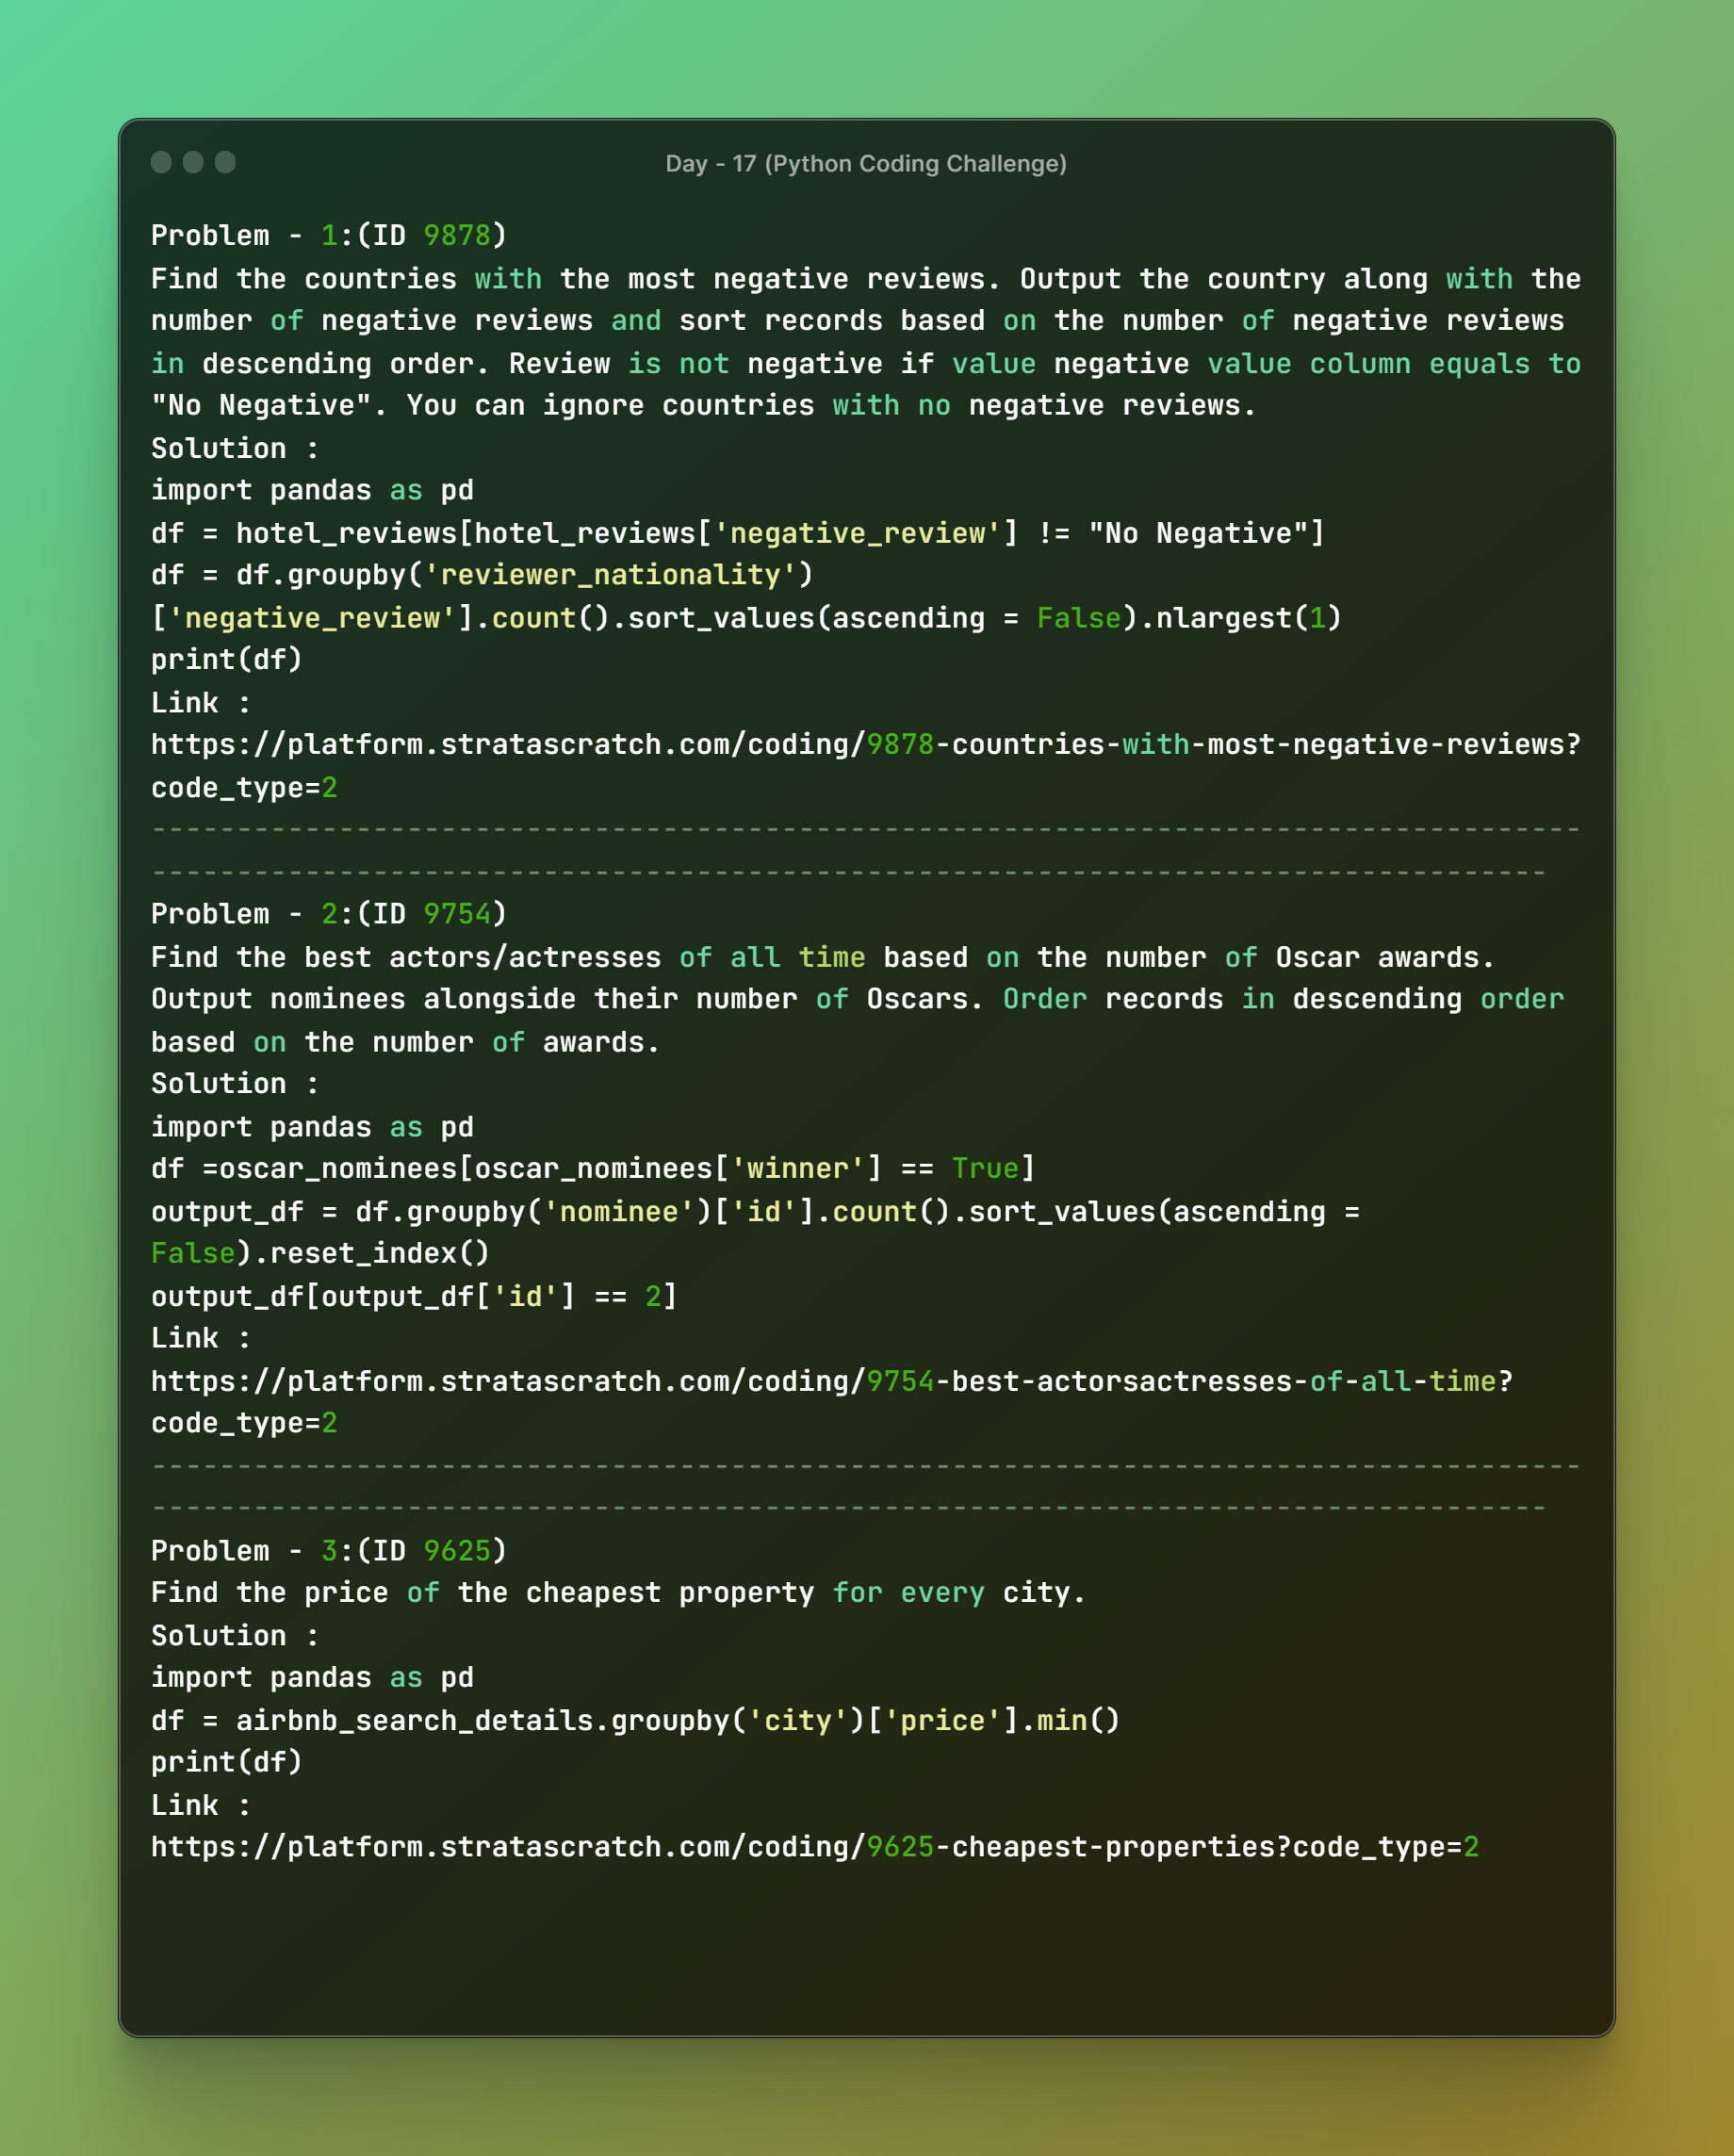 Day - 17 (Python Coding Challenge)
Problem - 1:(ID 9878)
Find the countries with the most negative reviews. Output the country along with the
number of negative reviews and sort records based on the number of negative reviews
in descending order. Review is not negative if value negative value column equals to
"No Negative". You can ignore countries with no negative reviews.
Solution :
import pandas as pd
df = hotel_reviews[hotel_reviews['negative_review'] != "No Negative"]
df = df.groupby('reviewer_nationality')
['negative_review'].count().sort_values(ascending = False).nlargest(1)
print(df)
Link :
https://platform.stratascratch.com/coding/9878-countries-with-most-negative-reviews?
code_type=2
------------------------------------------------------------------------------------
----------------------------------------------------------------------------------
Problem - 2:(ID 9754)
Find the best actors/actresses of all time based on the number of Oscar awards.
Output nominees alongside their number of Oscars. Order records in descending order
based on the number of awards.
Solution :
import pandas as pd
df =oscar_nominees[oscar_nominees['winner'] == True]
output_df = df.groupby('nominee')['id'].count().sort_values(ascending =
False).reset_index()
output_df[output_df['id'] == 2]
Link :
https://platform.stratascratch.com/coding/9754-best-actorsactresses-of-all-time?
code_type=2
------------------------------------------------------------------------------------
----------------------------------------------------------------------------------
Problem - 3:(ID 9625)
Find the price of the cheapest property for every city.
Solution :
import pandas as pd
df = airbnb_search_details.groupby('city')['price'].min()
print(df)
Link :
https://platform.stratascratch.com/coding/9625-cheapest-properties?code_type=2